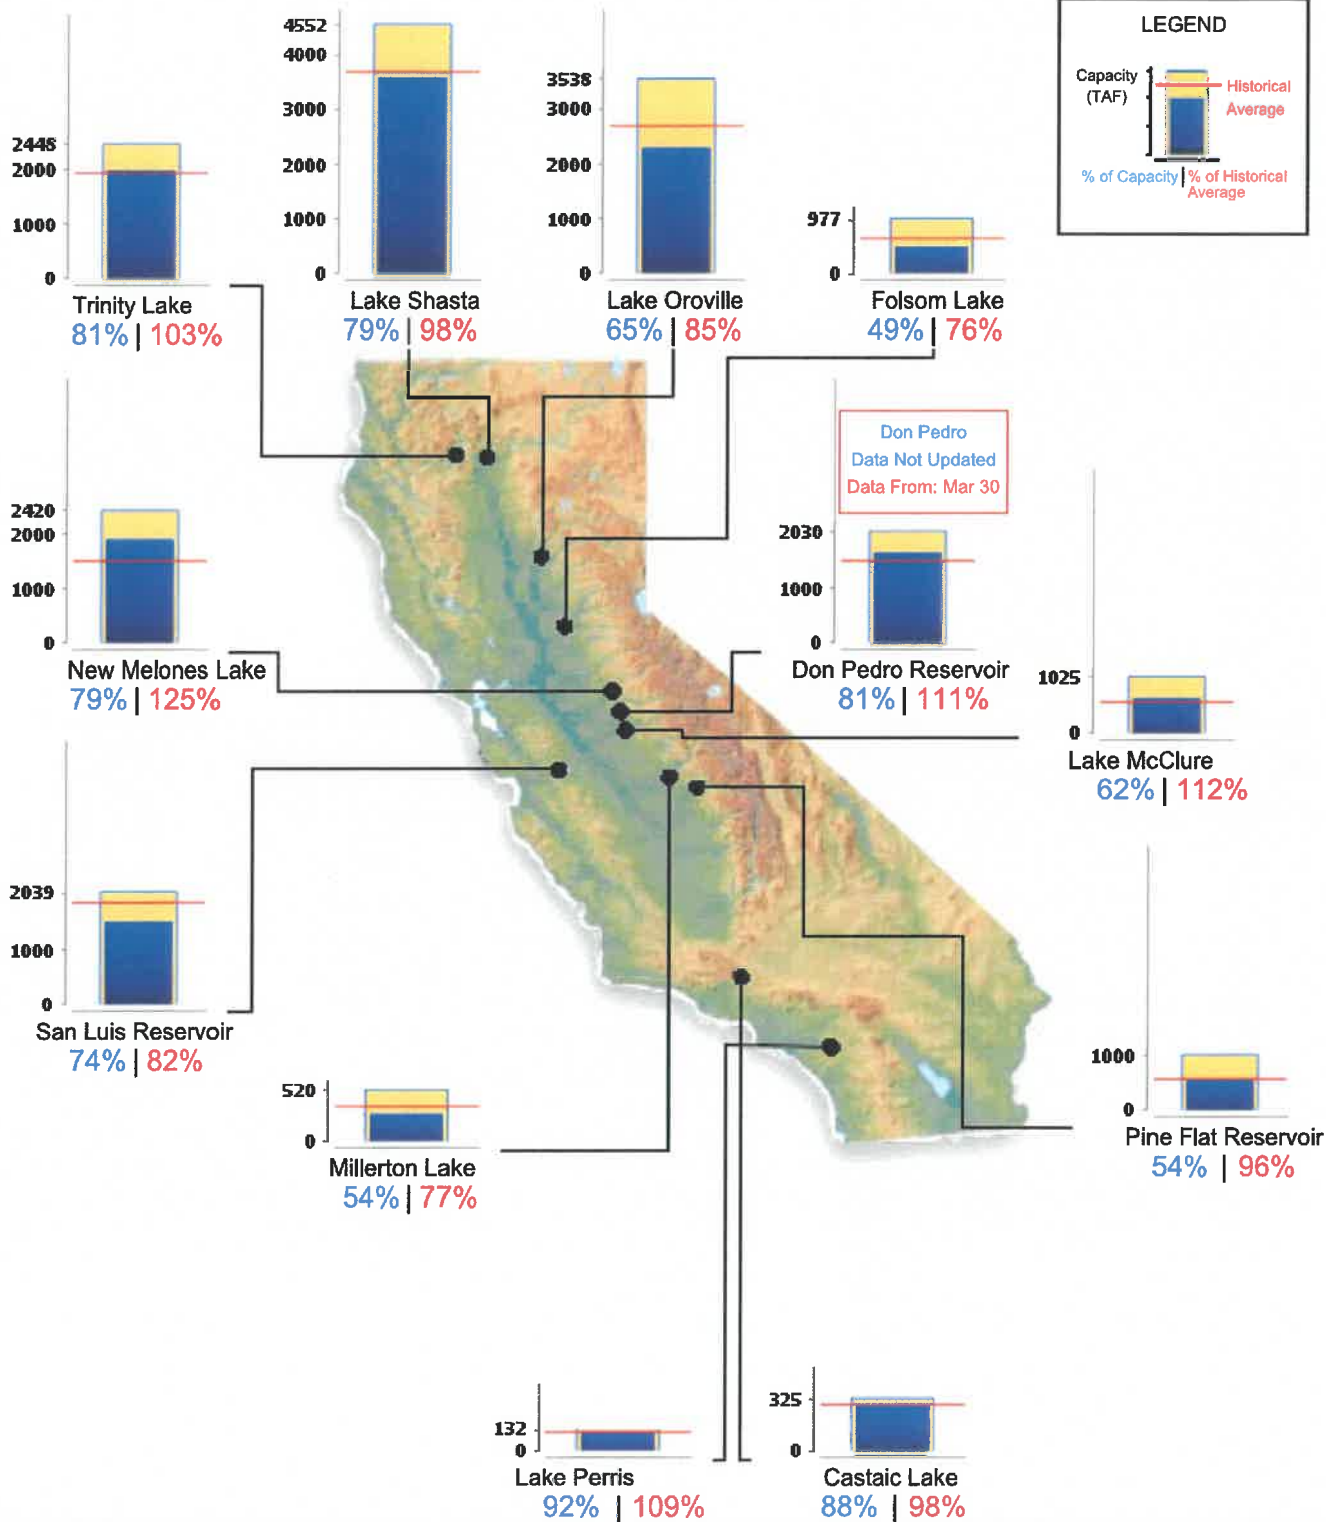 LEGEND
Capacity
(TAF)
Historical
Average
% of Capacity | % of Historical
Average
2448
2000
1000
0
Trinity Lake
81% | 103%
4552
4000
3000
2000
1000
0
Lake Shasta
79% | 98%
3538
3000
2000
1000
0
Lake Oroville
65% | 85%
977
0
Folsom Lake
49% | 76%
2420
2000
1000
0
New Melones Lake
79% | 125%
Don Pedro
Data Not Updated
Data From: Mar 30
2030
1000
0
Don Pedro Reservoir
81% | 111%
1025
0
Lake McClure
62% | 112%
2039
1000
0
San Luis Reservoir
74% | 82%
520
0
Millerton Lake
54% | 77%
1000
0
Pine Flat Reservoir
54% | 96%
132
0
Lake Perris
92% | 109%
325
0
Castaic Lake
88% | 98%